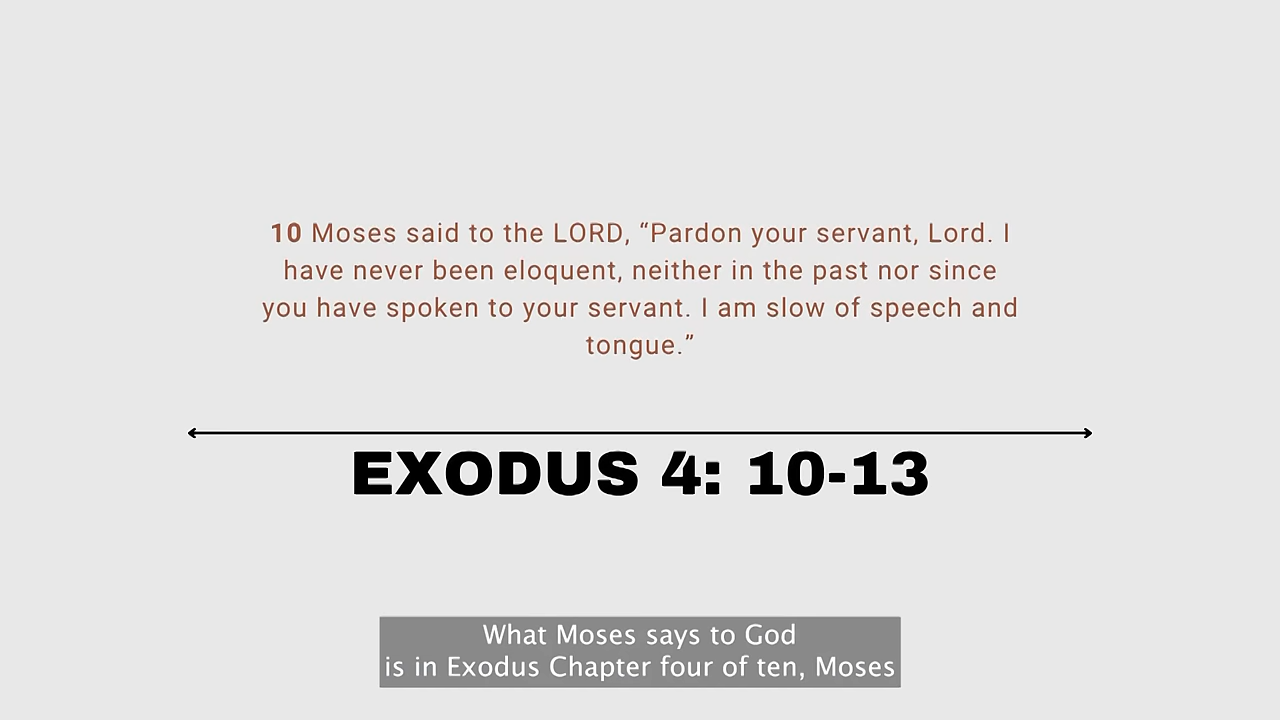 10 Moses said to the LORD, “Pardon your servant, Lord. I
have never been eloquent, neither in the past nor since
you have spoken to your servant. I am slow of speech and
tongue.”
EXODUS 4: 10-13
What Moses says to God
is in Exodus Chapter four of ten, Moses